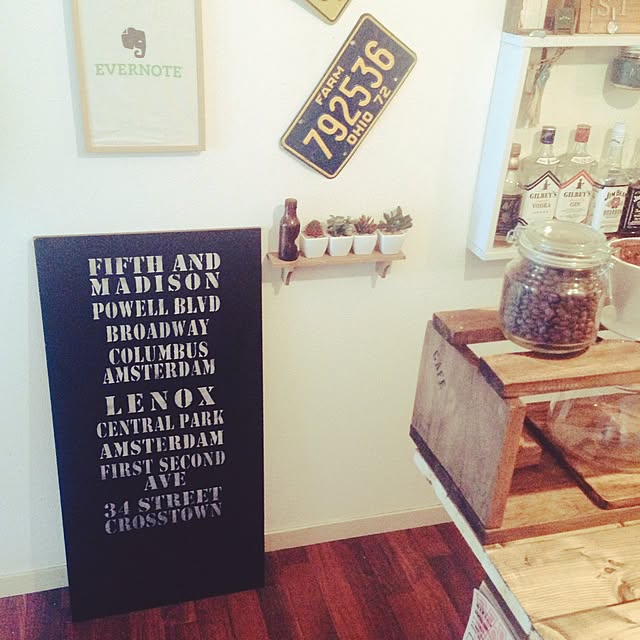 EVERNOTE
FARM
792536
OHIO 72
FIFTH AND
MADISON
POWELL BLVD
BROADWAY
COLUMBUS
AMSTERDAM
LENOX
CENTRAL PARK
AMSTERDAM
FIRST SECOND
AVE
34 STREET
CROSSTOWN
GILBEY'S
VODKA
GILBEY'S
GIN
JIM BEAM
CAFE